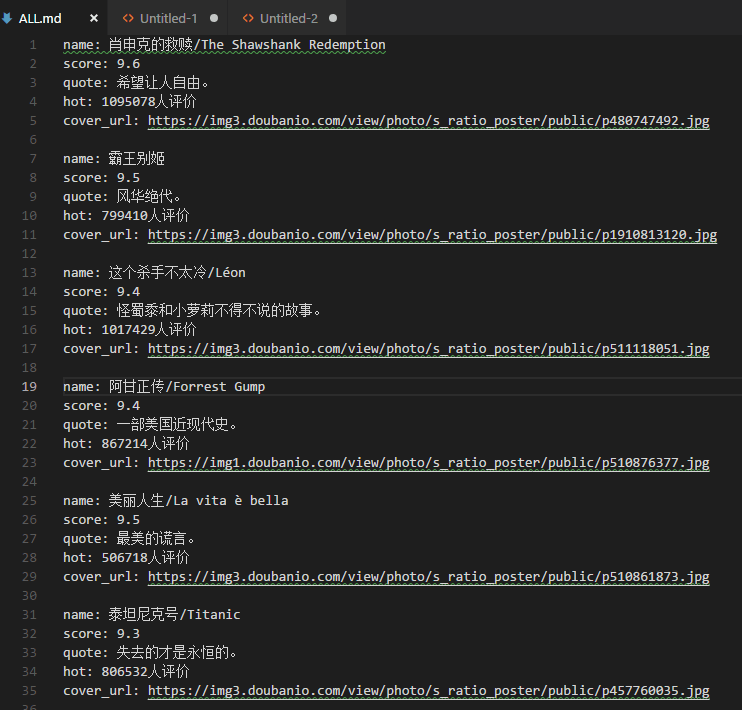 ALL.md Untitled-1 Untitled-2
1 name: 肖申克的救赎/The Shawshank Redemption
2 score: 9.6
3 quote: 希望让人自由。
4 hot: 1095078人评价
5 cover_url: https://img3.doubanio.com/view/photo/s_ratio_poster/public/p480747492.jpg
6
7 name: 霸王别姬
8 score: 9.5
9 quote: 风华绝代。
10 hot: 799410人评价
11 cover_url: https://img3.doubanio.com/view/photo/s_ratio_poster/public/p1910813120.jpg
12
13 name: 这个杀手不太冷/Léon
14 score: 9.4
15 quote: 怪蜀黍和小萝莉不得不说的故事。
16 hot: 1017429人评价
17 cover_url: https://img3.doubanio.com/view/photo/s_ratio_poster/public/p511118051.jpg
18
19 name: 阿甘正传/Forrest Gump
20 score: 9.4
21 quote: 一部美国近现代史。
22 hot: 867214人评价
23 cover_url: https://img1.doubanio.com/view/photo/s_ratio_poster/public/p510876377.jpg
24
25 name: 美丽人生/La vita è bella
26 score: 9.5
27 quote: 最美的谎言。
28 hot: 506718人评价
29 cover_url: https://img3.doubanio.com/view/photo/s_ratio_poster/public/p510861873.jpg
30
31 name: 泰坦尼克号/Titanic
32 score: 9.3
33 quote: 失去的才是永恒的。
34 hot: 806532人评价
35 cover_url: https://img3.doubanio.com/view/photo/s_ratio_poster/public/p457760035.jpg
36